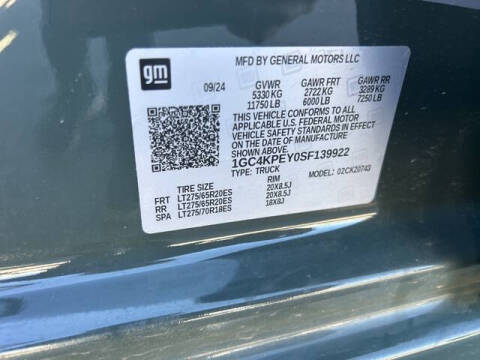 gm
MFD BY GENERAL MOTORS LLC
09/24 GVWR GAWR FRT GAWR RR
5330 KG 2722 KG 3289 KG
11750 LB 6000 LB 7250 LB
THIS VEHICLE CONFORMS TO ALL
APPLICABLE U.S. FEDERAL MOTOR
VEHICLE SAFETY STANDARDS IN
EFFECT ON THE DATE OF MANUFACTURE
SHOWN ABOVE.
1GC4KPEY0SF139922
TYPE: TRUCK 02CK20743
TIRE SIZE RIM
FRT LT275/65R20ES 20X8.5J
RR LT275/65R20ES 20X8.5J
SPA LT275/70R18ES 18X8J